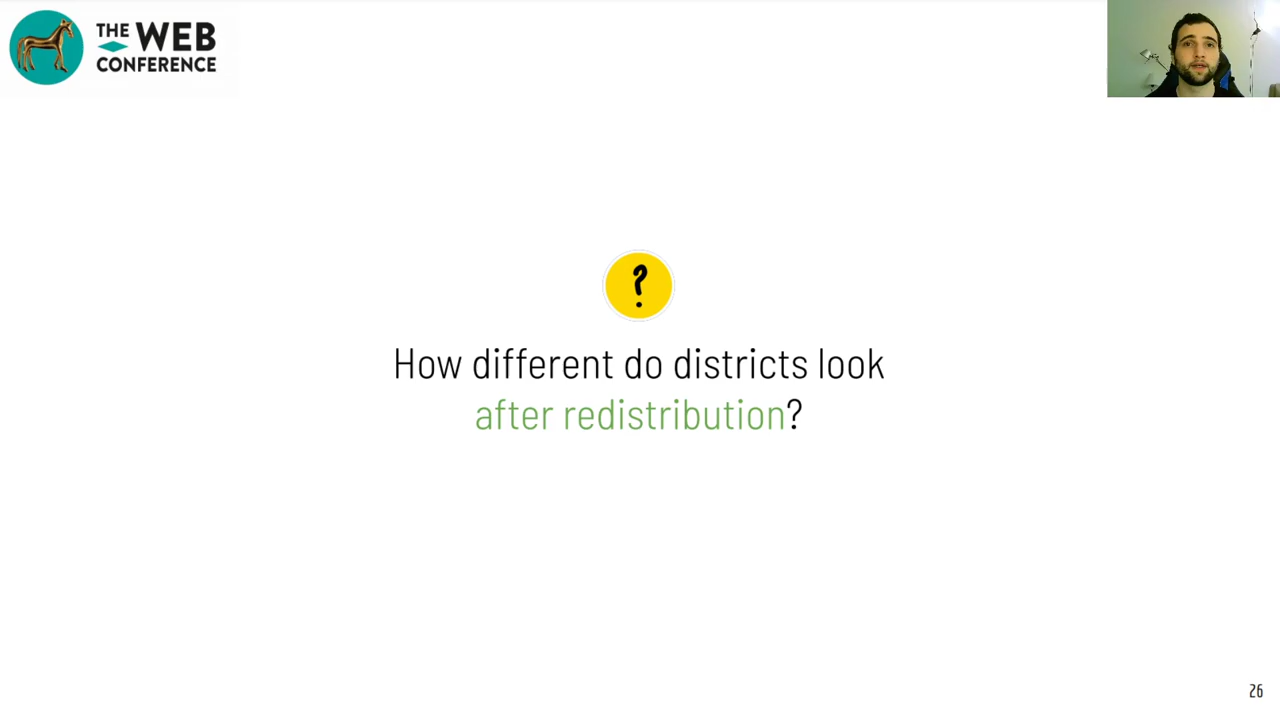 THE WEB
CONFERENCE
?
How different do districts look
after redistribution?
26